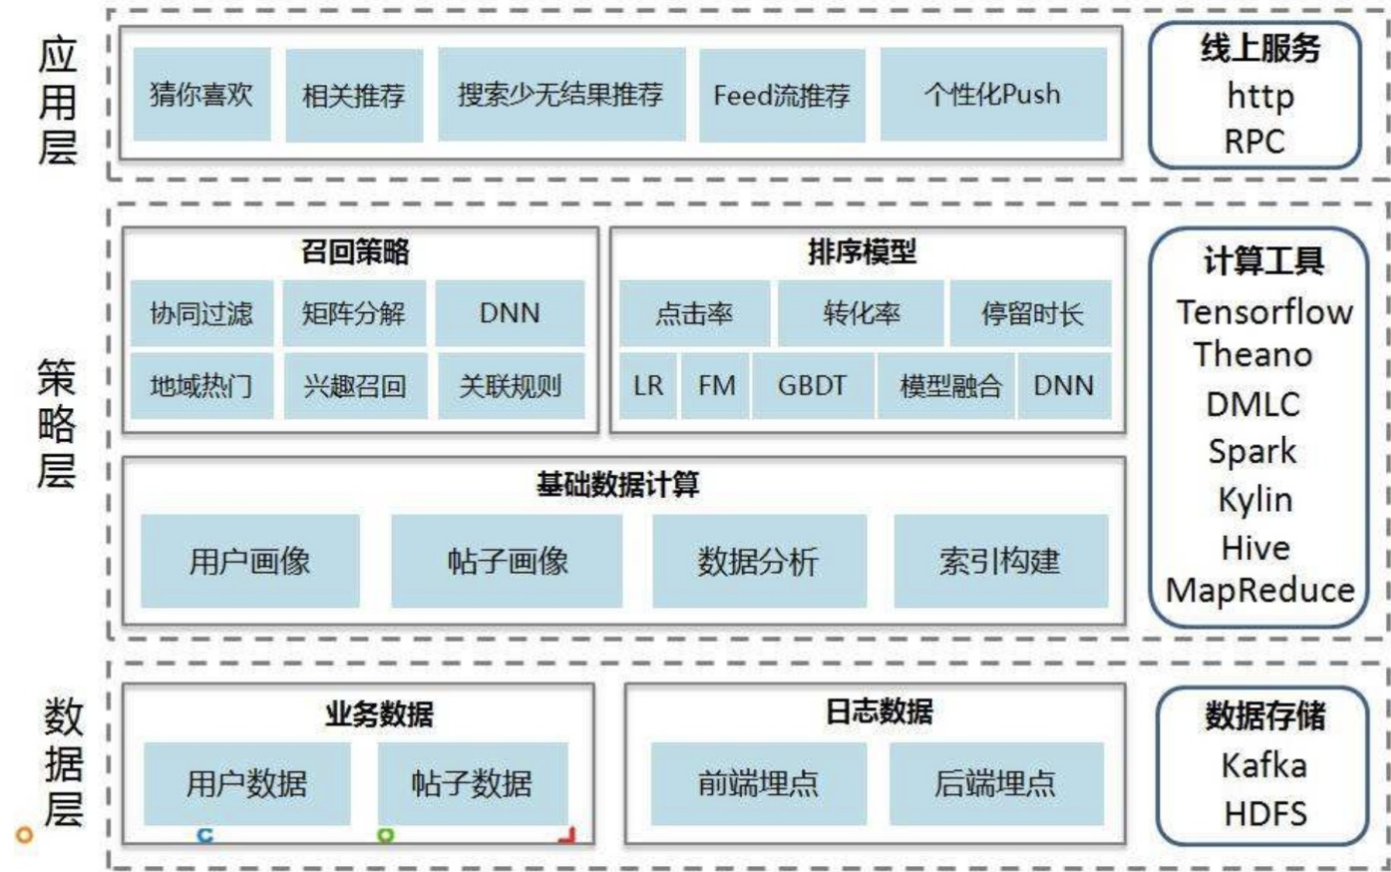 应用层
猜你喜欢
相关推荐
搜索少无结果推荐
Feed流推荐
个性化Push
线上服务
http
RPC
策略层
召回策略
协同过滤
矩阵分解
DNN
地域热门
兴趣召回
关联规则
排序模型
点击率
转化率
停留时长
LR
FM
GBDT
模型融合
DNN
基础数据计算
用户画像
帖子画像
数据分析
索引构建
计算工具
Tensorflow
Theano
DMLC
Spark
Kylin
Hive
MapReduce
数据层
业务数据
用户数据
帖子数据
日志数据
前端埋点
后端埋点
数据存储
Kafka
HDFS